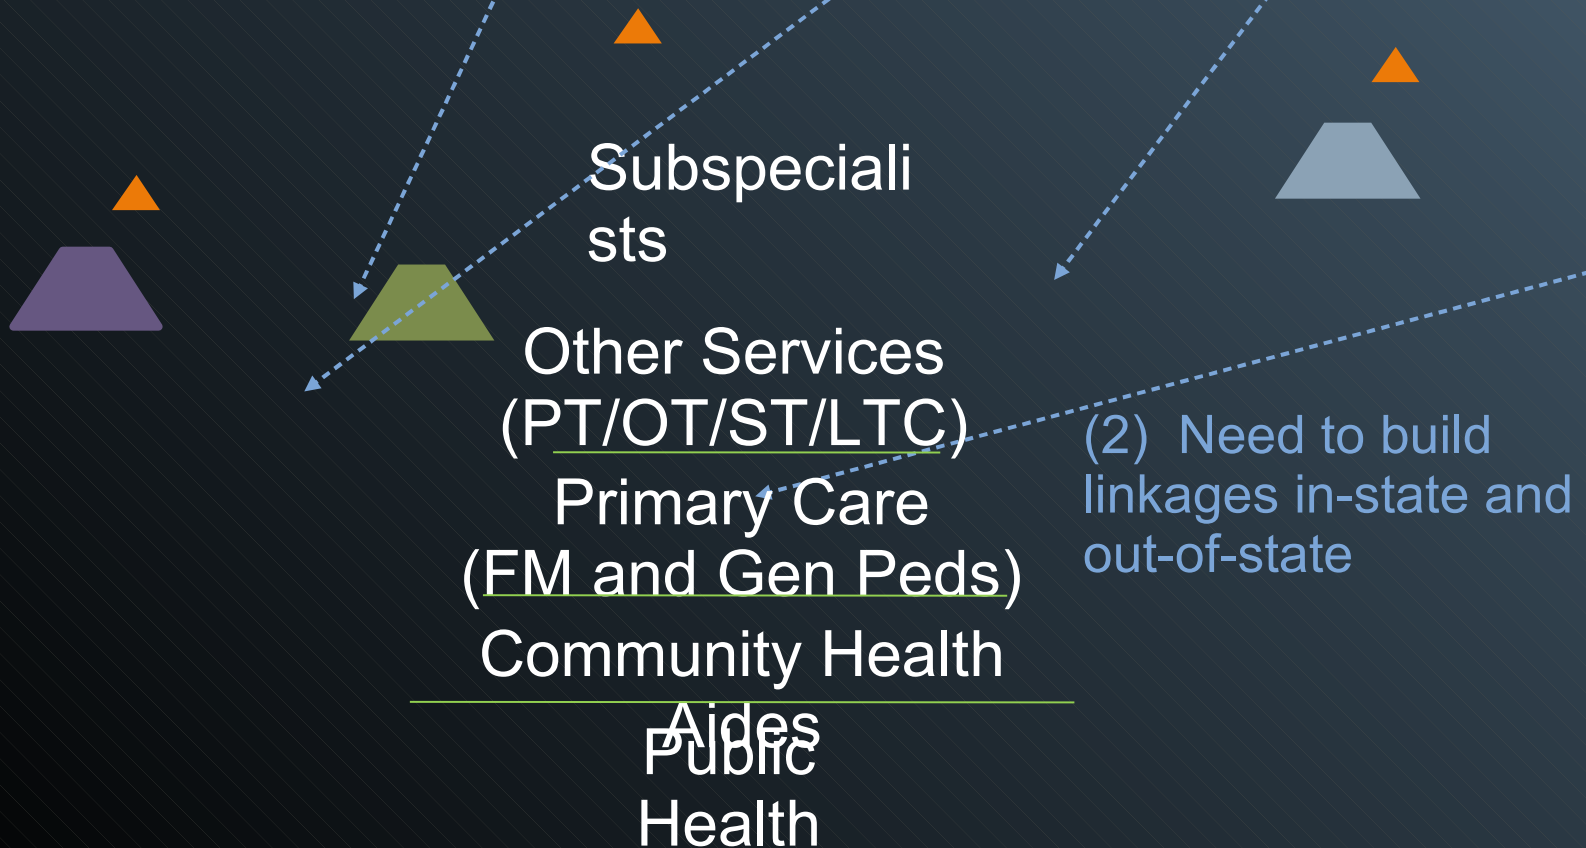 Subspeciali
sts
Other Services
(PT/OT/ST/LTC)
(2)  Need to build
linkages in-state and
out-of-state
Primary Care
(FM and Gen Peds)
Community Health
Aides
Public
Health